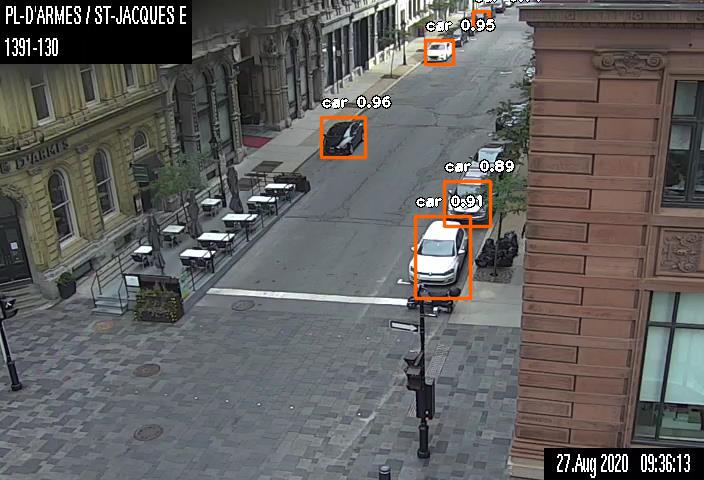 PL-D'ARMES / ST-JACQUES E
1391-130
car 0.95
car 0.96
car 0.89
car 0.91
D'ARMES
27.Aug 2020 09:36:13